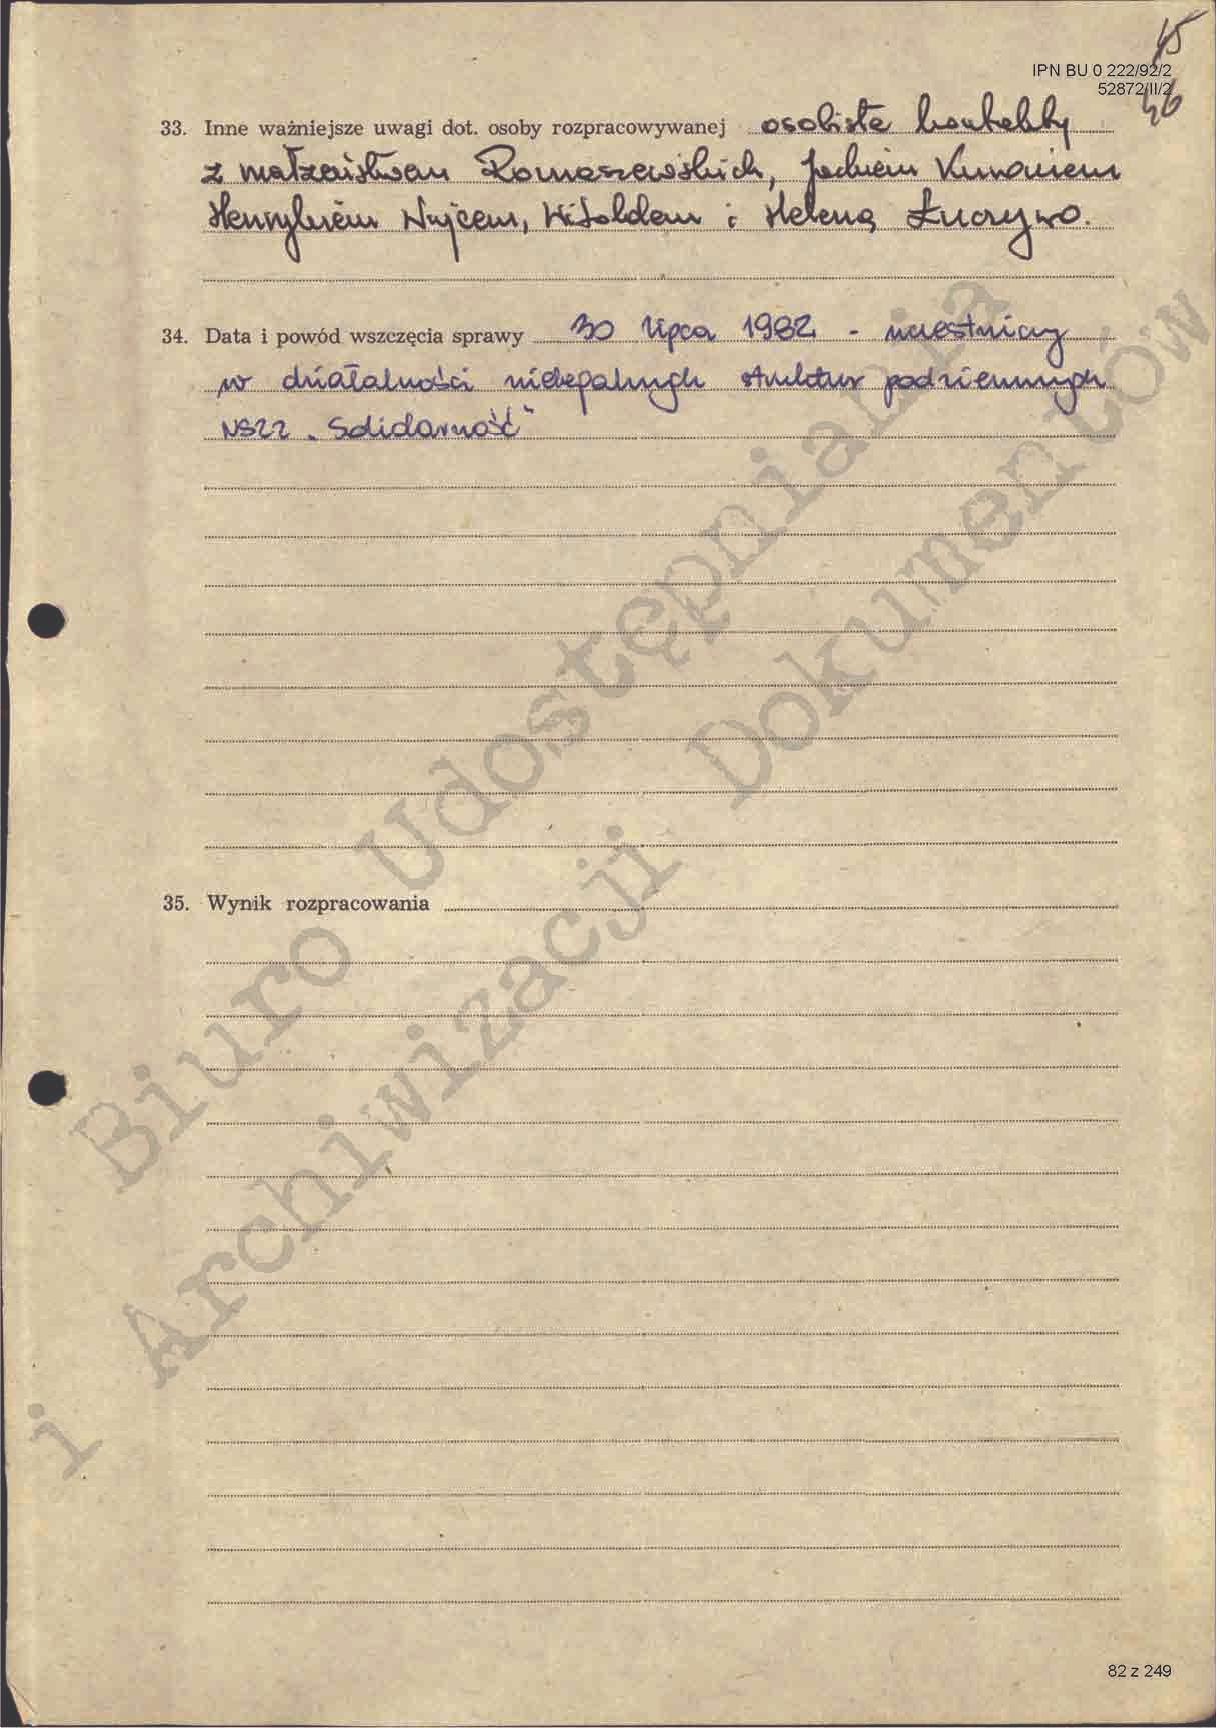 45
IPN BU 0 222/92/2
52872/II/2
46
33. Inne ważniejsze uwagi dot. osoby rozpracowywanej osobiste kontakty
z małżeństwem Romaszewskich, Jackiem Kuroniem
Henrykiem Wujcem, Witoldem i Heleną Łuczywo.
34. Data i powód wszczęcia sprawy 30 lipca 1982 - uczestniczy
w działalności nielegalnych struktur podziemnych
NSZZ „Solidarność"
35. Wynik rozpracowania
Biuro Udostępniania
i Archiwizacji Dokumentów
82 z 249